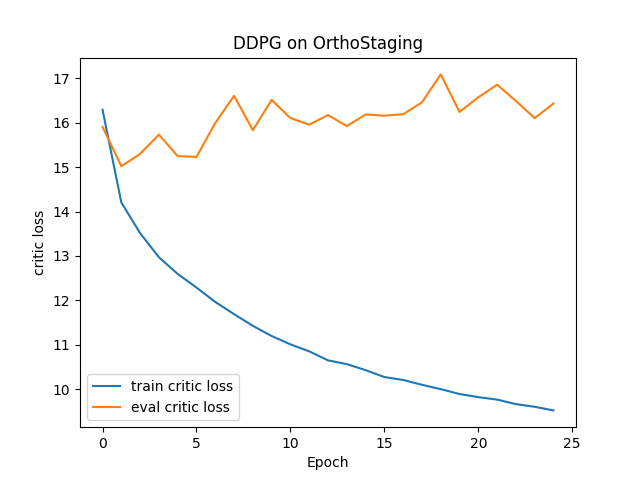 DDPG on OrthoStaging
critic loss
17
16
15
14
13
12
11
10
train critic loss
eval critic loss
0 5 10 15 20 25
Epoch